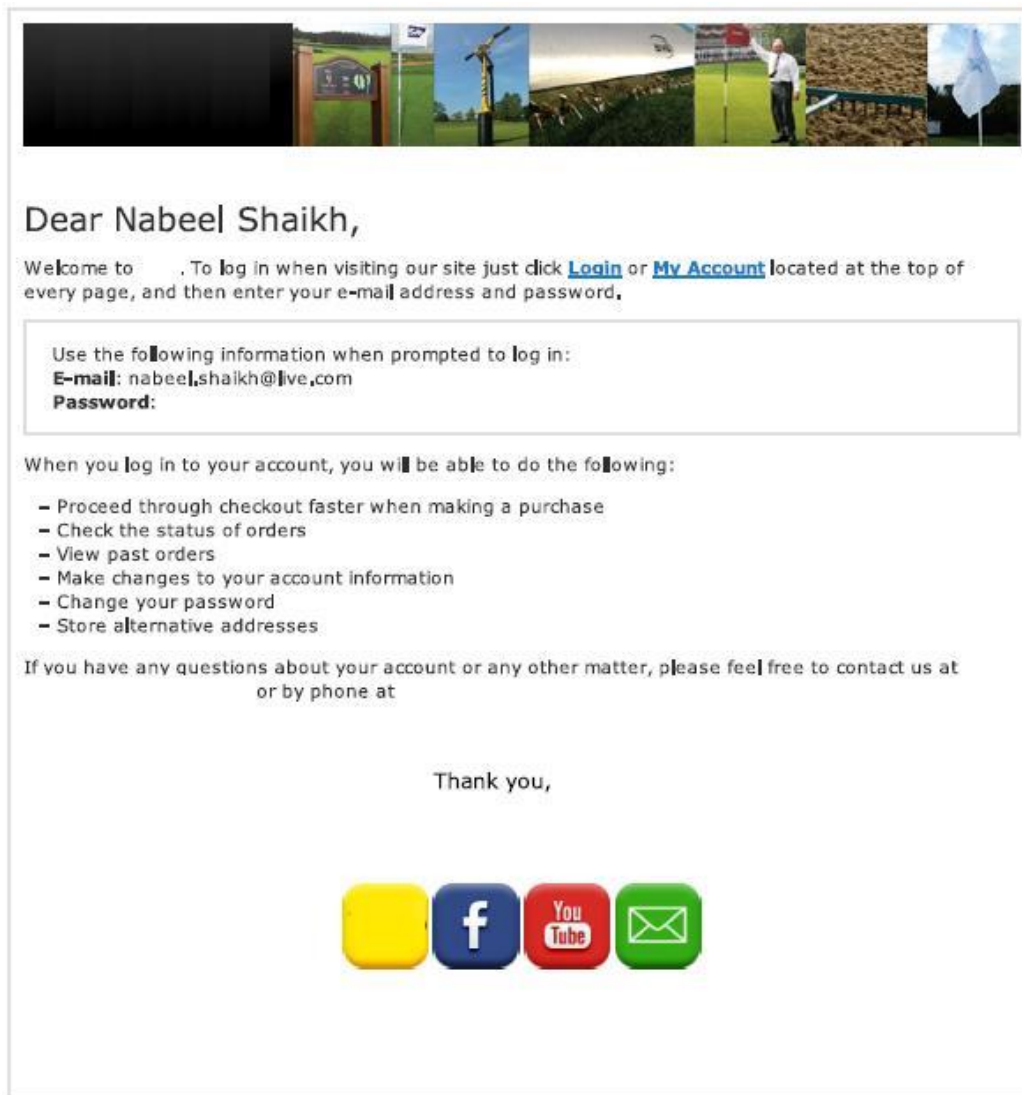 Dear Nabeel Shaikh,
Welcome to . To log in when visiting our site just click Login or My Account located at the top of
every page, and then enter your e-mail address and password.
Use the following information when prompted to log in:
E-mail: nabeel.shaikh@live.com
Password:
When you log in to your account, you will be able to do the following:
– Proceed through checkout faster when making a purchase
– Check the status of orders
– View past orders
– Make changes to your account information
– Change your password
– Store alternative addresses
If you have any questions about your account or any other matter, please feel free to contact us at
or by phone at
Thank you,
f
You
Tube